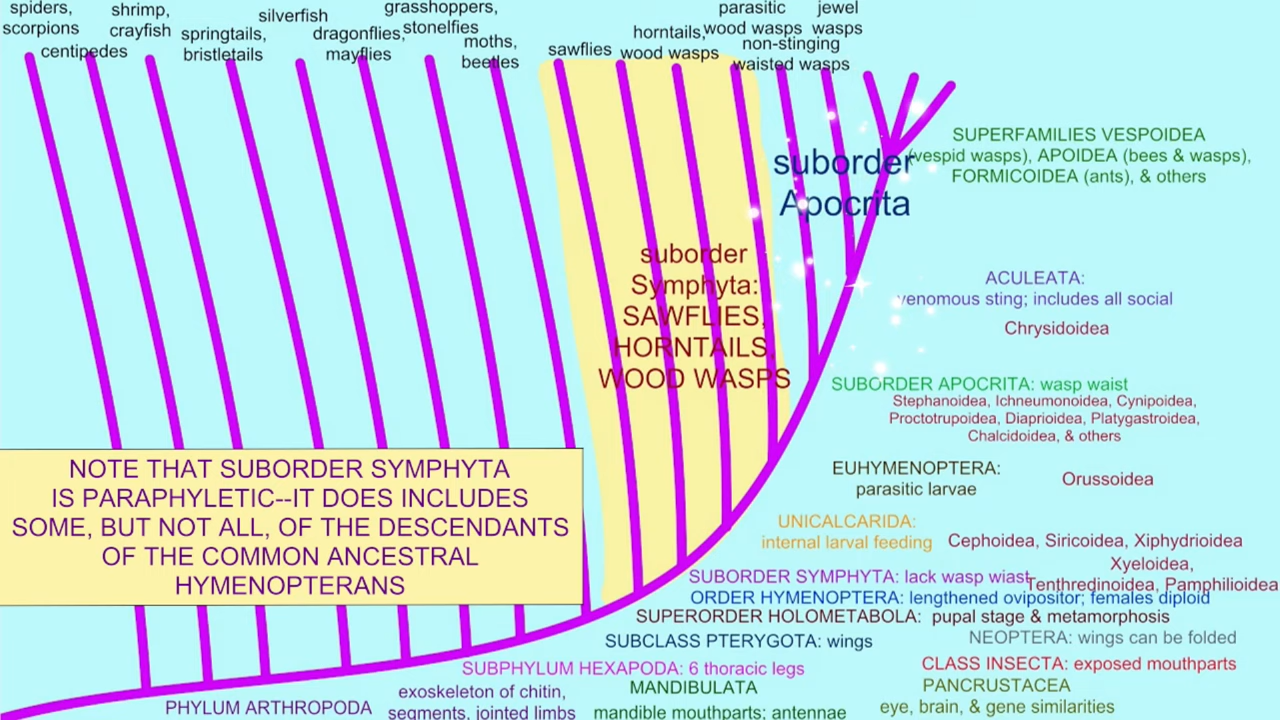 spiders,
scorpions
centipedes
shrimp,
crayfish
springtails,
bristletails
silverfish
dragonflies,
mayflies
grasshoppers,
stonelfies
moths,
beetles
sawflies
horntails,
wood wasps
parasitic
wood wasps
non-stinging
waisted wasps
jewel
wasps
SUPERFAMILIES VESPOIDEA
(vespid wasps), APOIDEA (bees & wasps),
FORMICOIDEA (ants), & others
suborder
Apocrita
suborder
Symphyta:
SAWFLIES,
HORNTAILS,
WOOD WASPS
ACULEATA:
venomous sting; includes all social
Chrysidoidea
SUBORDER APOCRITA: wasp waist
Stephanoidea, Ichneumonoidea, Cynipoidea,
Proctotrupoidea, Diaprioidea, Platygastroidea,
Chalcidoidea, & others
EUHYMENOPTERA:
parasitic larvae
Orussoidea
NOTE THAT SUBORDER SYMPHYTA
IS PARAPHYLETIC--IT DOES INCLUDES
SOME, BUT NOT ALL, OF THE DESCENDANTS
OF THE COMMON ANCESTRAL
HYMENOPTERANS
UNICALCARIDA:
internal larval feeding
Cephoidea, Siricoidea, Xiphydrioidea
Xyeloidea,
Tenthredinoidea, Pamphilioidea
SUBORDER SYMPHYTA: lack wasp wiast
ORDER HYMENOPTERA: lengthened ovipositor; females diploid
SUPERORDER HOLOMETABOLA: pupal stage & metamorphosis
SUBCLASS PTERYGOTA: wings
NEOPTERA: wings can be folded
SUBPHYLUM HEXAPODA: 6 thoracic legs
CLASS INSECTA: exposed mouthparts
PHYLUM ARTHROPODA
exoskeleton of chitin,
segments, jointed limbs
MANDIBULATA
mandible mouthparts; antennae
PANCRUSTACEA
eye, brain, & gene similarities